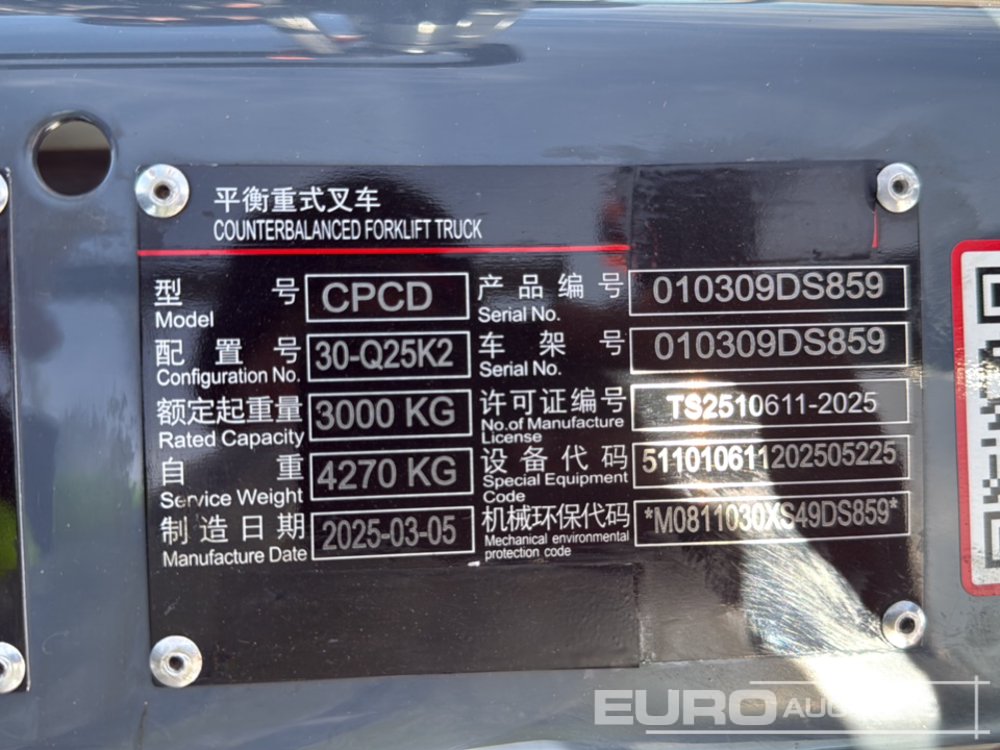 平衡重式叉车
COUNTERBALANCED FORKLIFT TRUCK
型 号 CPCD
Model
产品编号 010309DS859
Serial No.
配置号 30-Q25K2
Configuration No.
车架号 010309DS859
Serial No.
额定起重量 3000 KG
Rated Capacity
许可证编号 TS2510611-2025
No.of Manufacture
License
自 重 4270 KG
Service Weight
设备代码 511010611202505225
Special Equipment
Code
制造日期 2025-03-05
Manufacture Date
机械环保代码 *M0811030XS49DS859*
Mechanical environmental
protection code
EURO AUC